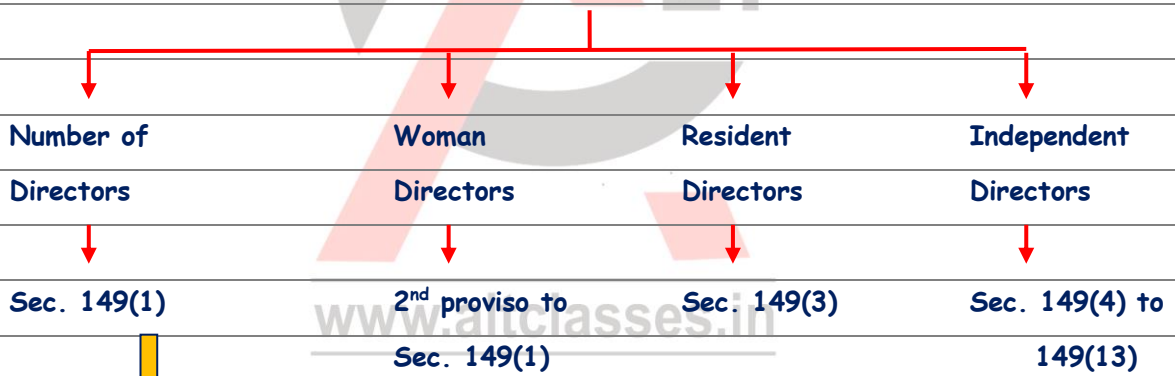 Number of Woman Resident Independent
Directors Directors Directors Directors
Sec. 149(1) 2nd proviso to Sec. 149(3) Sec. 149(4) to
www.aitclasses.in
Sec. 149(1) 149(13)